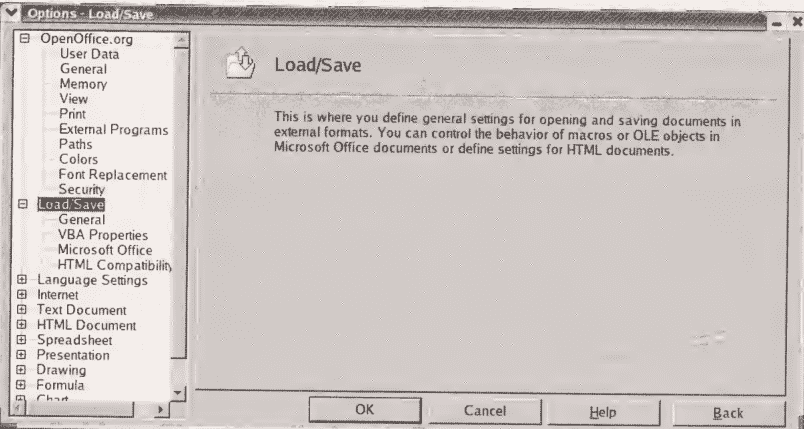 Options - Load/Save
OpenOffice.org
User Data
General
Memory
View
Print
External Programs
Paths
Colors
Font Replacement
Security
Load/Save
General
VBA Properties
Microsoft Office
HTML Compatibility
Language Settings
Internet
Text Document
HTML Document
Spreadsheet
Presentation
Drawing
Formula
Chart
Load/Save
This is where you define general settings for opening and saving documents in
external formats. You can control the behavior of macros or OLE objects in
Microsoft Office documents or define settings for HTML documents.
OK
Cancel
Help
Back